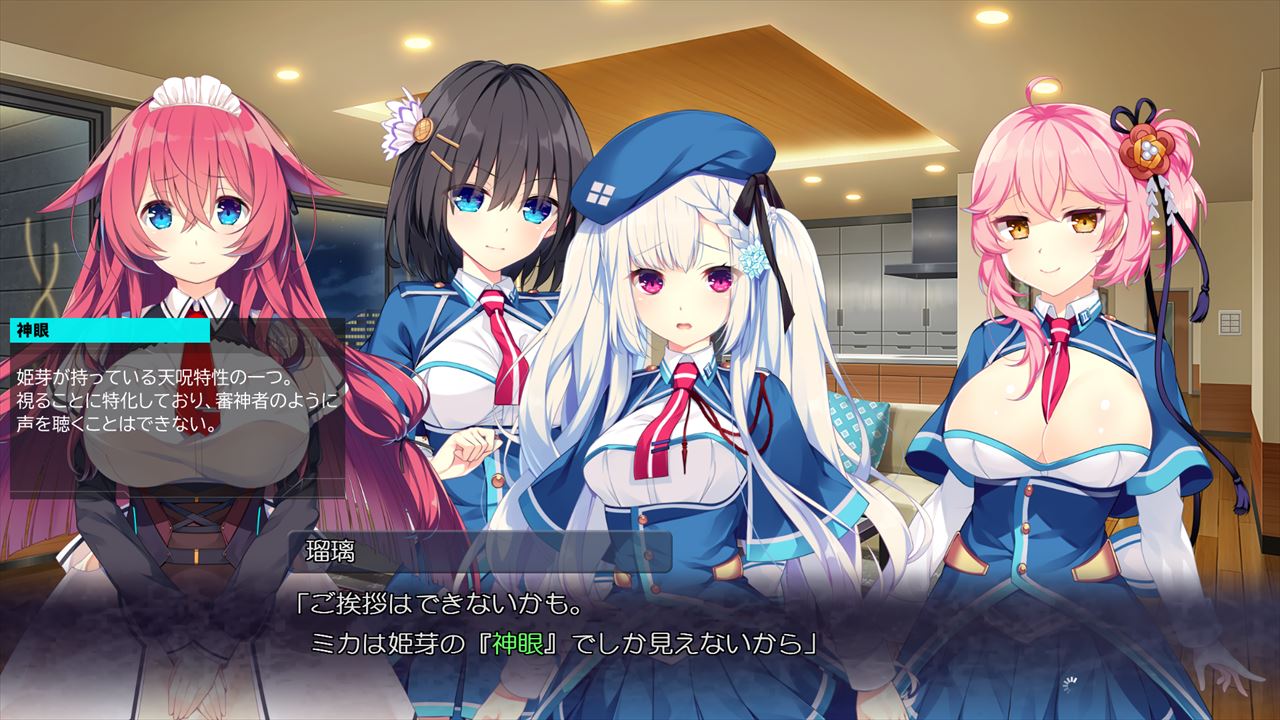 神眼
姫芽が持っている天呪特性の一つ。
視ることに特化しており、審神者のように
声を聴くことはできない。
瑠璃
「ご挨拶はできないかも。
ミカは姫芽の『神眼』でしか見えないから」